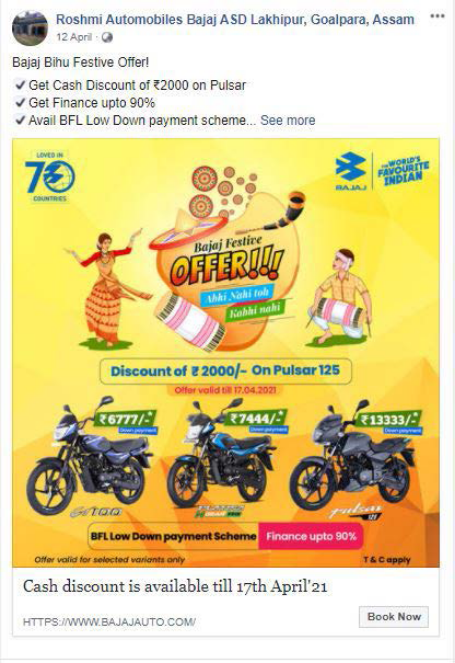 Roshmi Automobiles Bajaj ASD Lakhipur, Goalpara, Assam
12 April ·
Bajaj Bihu Festive Offer!
✔ Get Cash Discount of ₹2000 on Pulsar
✔ Get Finance upto 90%
✔ Avail BFL Low Down payment scheme... See more
LOVED IN
70
COUNTRIES
BAJAJ
THE WORLD'S
FAVOURITE
INDIAN
Bajaj Festive
OFFER!!!
Abhi Nahi toh
Kabhi nahi
Discount of ₹ 2000/- On Pulsar 125
Offer valid till 17.04.2021
₹6777/-*
Down payment
₹7444/-*
Down payment
₹13333/-*
Down payment
CT100
PLATINA
pulsar
125
BFL Low Down payment Scheme
Finance upto 90%
Offer valid for selected variants only
T & C apply
Cash discount is available till 17th April'21
HTTPS://WWW.BAJAJAUTO.COM/
Book Now